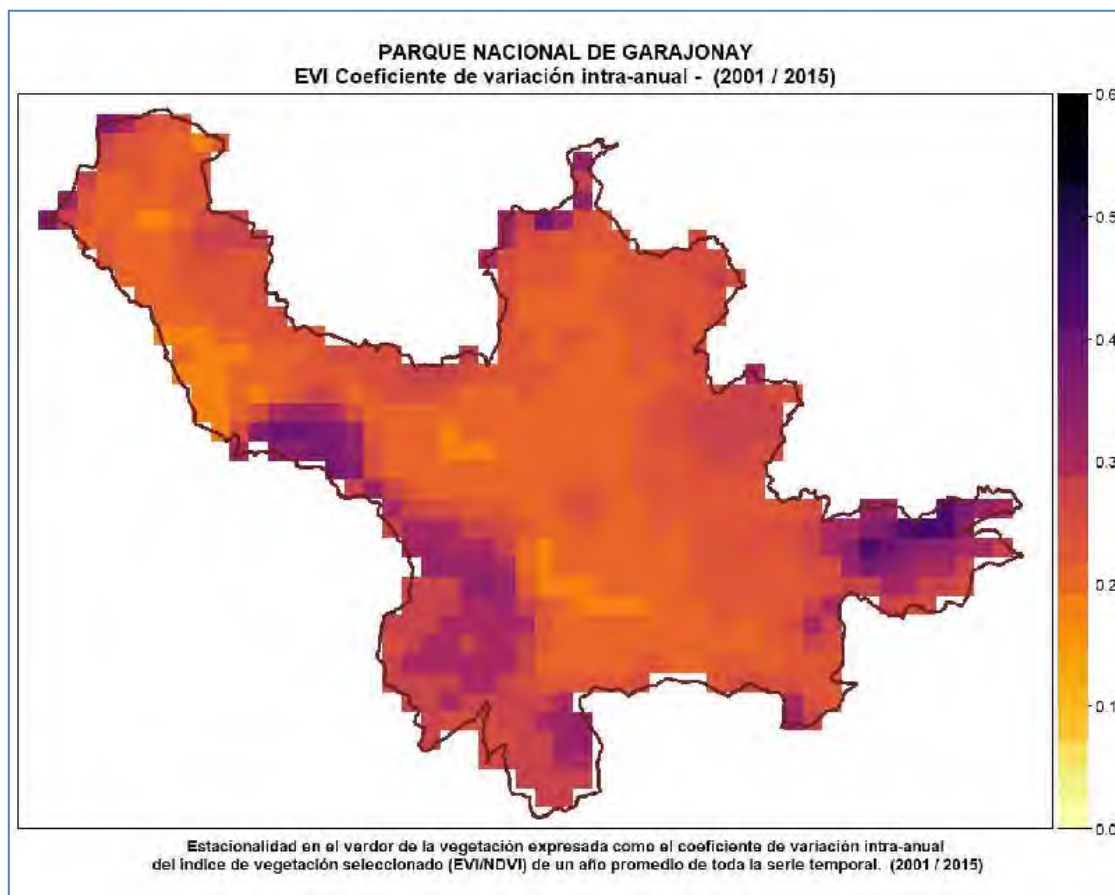 PARQUE NACIONAL DE GARAJONAY
EVI Coeficiente de variación intra-anual - (2001 / 2015)
0.6
0.5
0.4
0.3
0.2
0.1
0.0
Estacionalidad en el verdor de la vegetación expresada como el coeficiente de variación intra-anual
del índice de vegetación seleccionado (EVI/NDVI) de un año promedio de toda la serie temporal. (2001 / 2015)